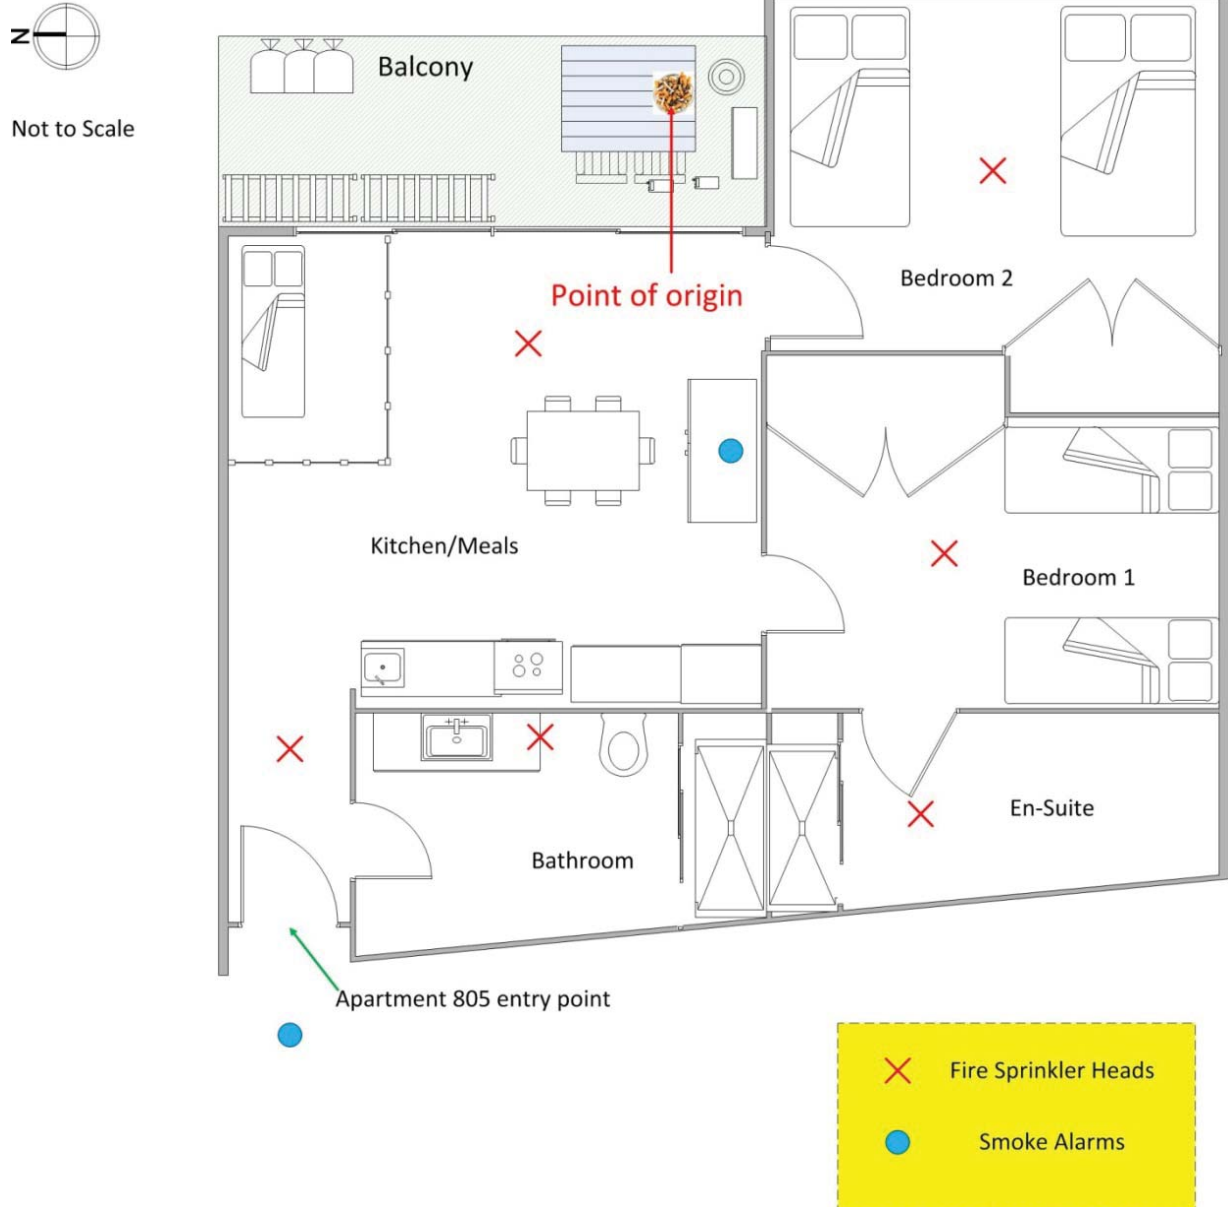 N
Balcony
Not to Scale
Bedroom 2
Point of origin
Kitchen/Meals
Bedroom 1
En-Suite
Bathroom
Apartment 805 entry point
Fire Sprinkler Heads
Smoke Alarms